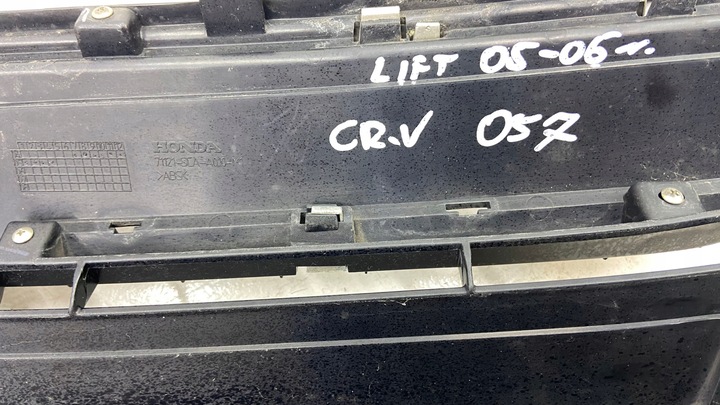 LIFT 05-06 r.
CR.V 057
HONDA
>ABS<